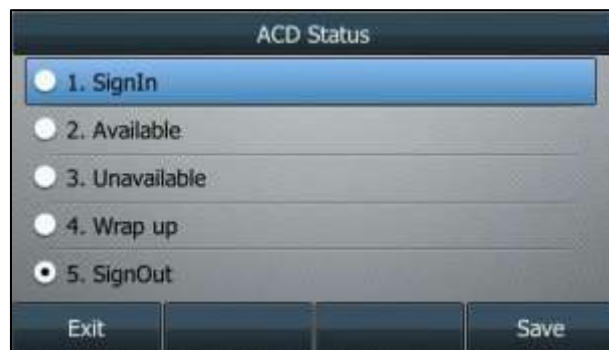 ACD Status
1. SignIn
2. Available
3. Unavailable
4. Wrap up
5. SignOut
Exit Save